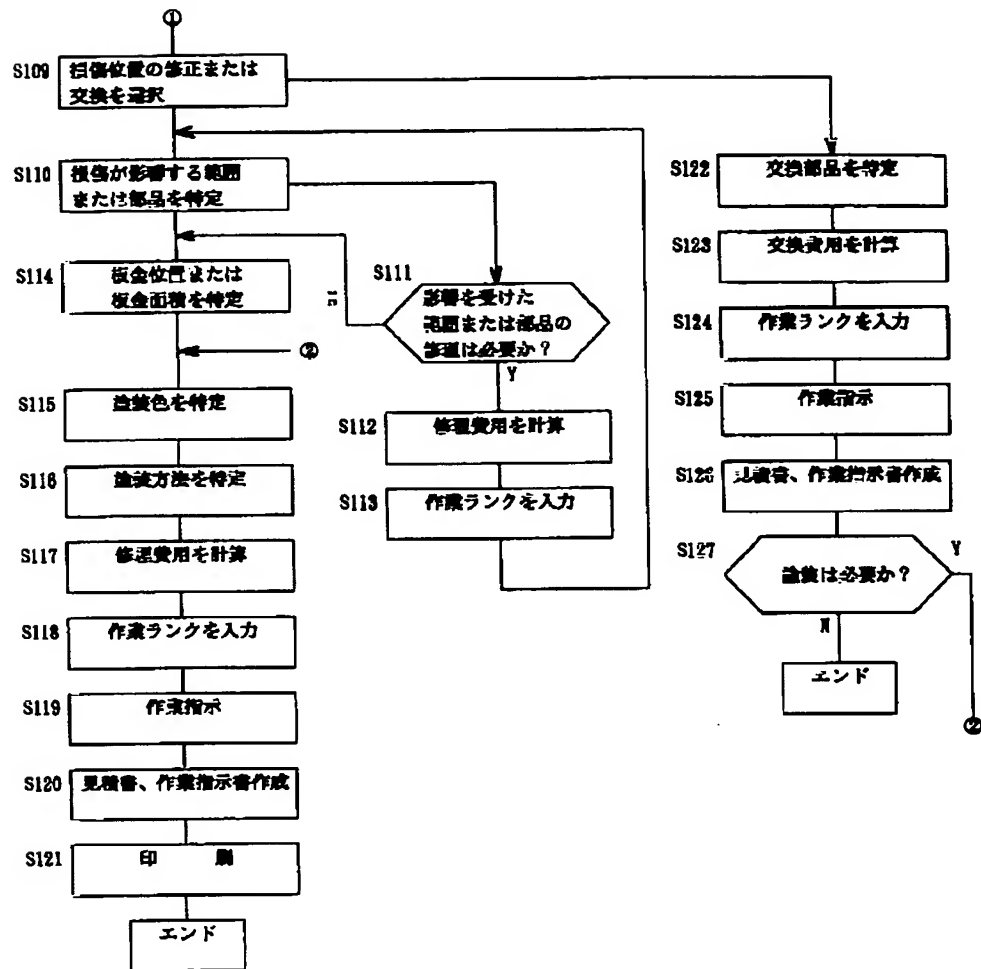 ①
S109
損傷位置の修正または
交換を選択
S110
損傷が影響する範囲
または部品を特定
S114
板金位置または
板金面積を特定
②
S115
塗装色を特定
S116
塗装方法を特定
S117
修理費用を計算
S118
作業ランクを入力
S119
作業指示
S120
見積書、作業指示書作成
S121
印 刷
エンド
S111
影響を受けた
範囲または部品の
修理は必要か？
Y
S112
修理費用を計算
S113
作業ランクを入力
S122
交換部品を特定
S123
交換費用を計算
S124
作業ランクを入力
S125
作業指示
S126
見積書、作業指示書作成
S127
塗装は必要か？
Y
N
エンド
②